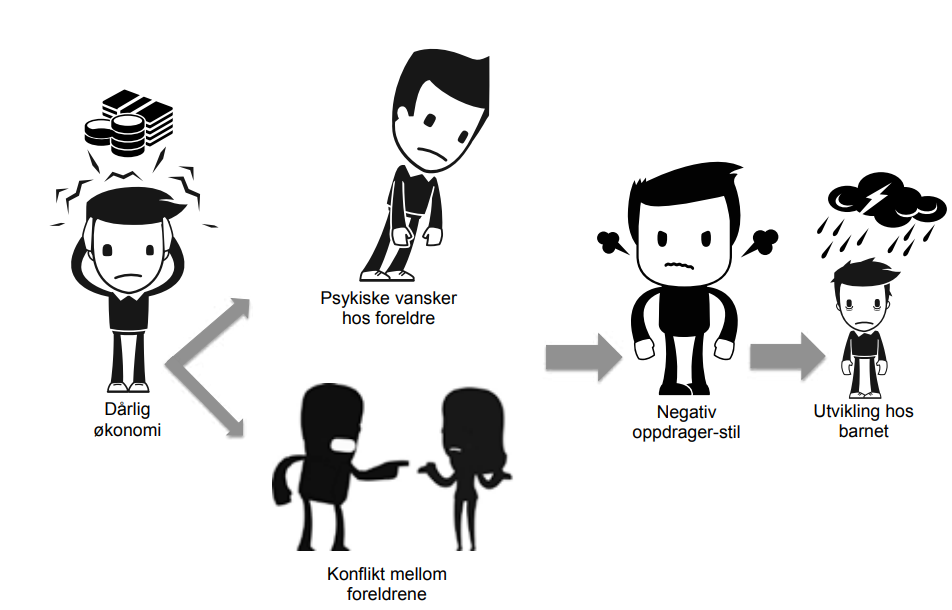 Dårlig
økonomi
Psykiske vansker
hos foreldre
Konflikt mellom
foreldrene
Negativ
oppdrager-stil
Utvikling hos
barnet